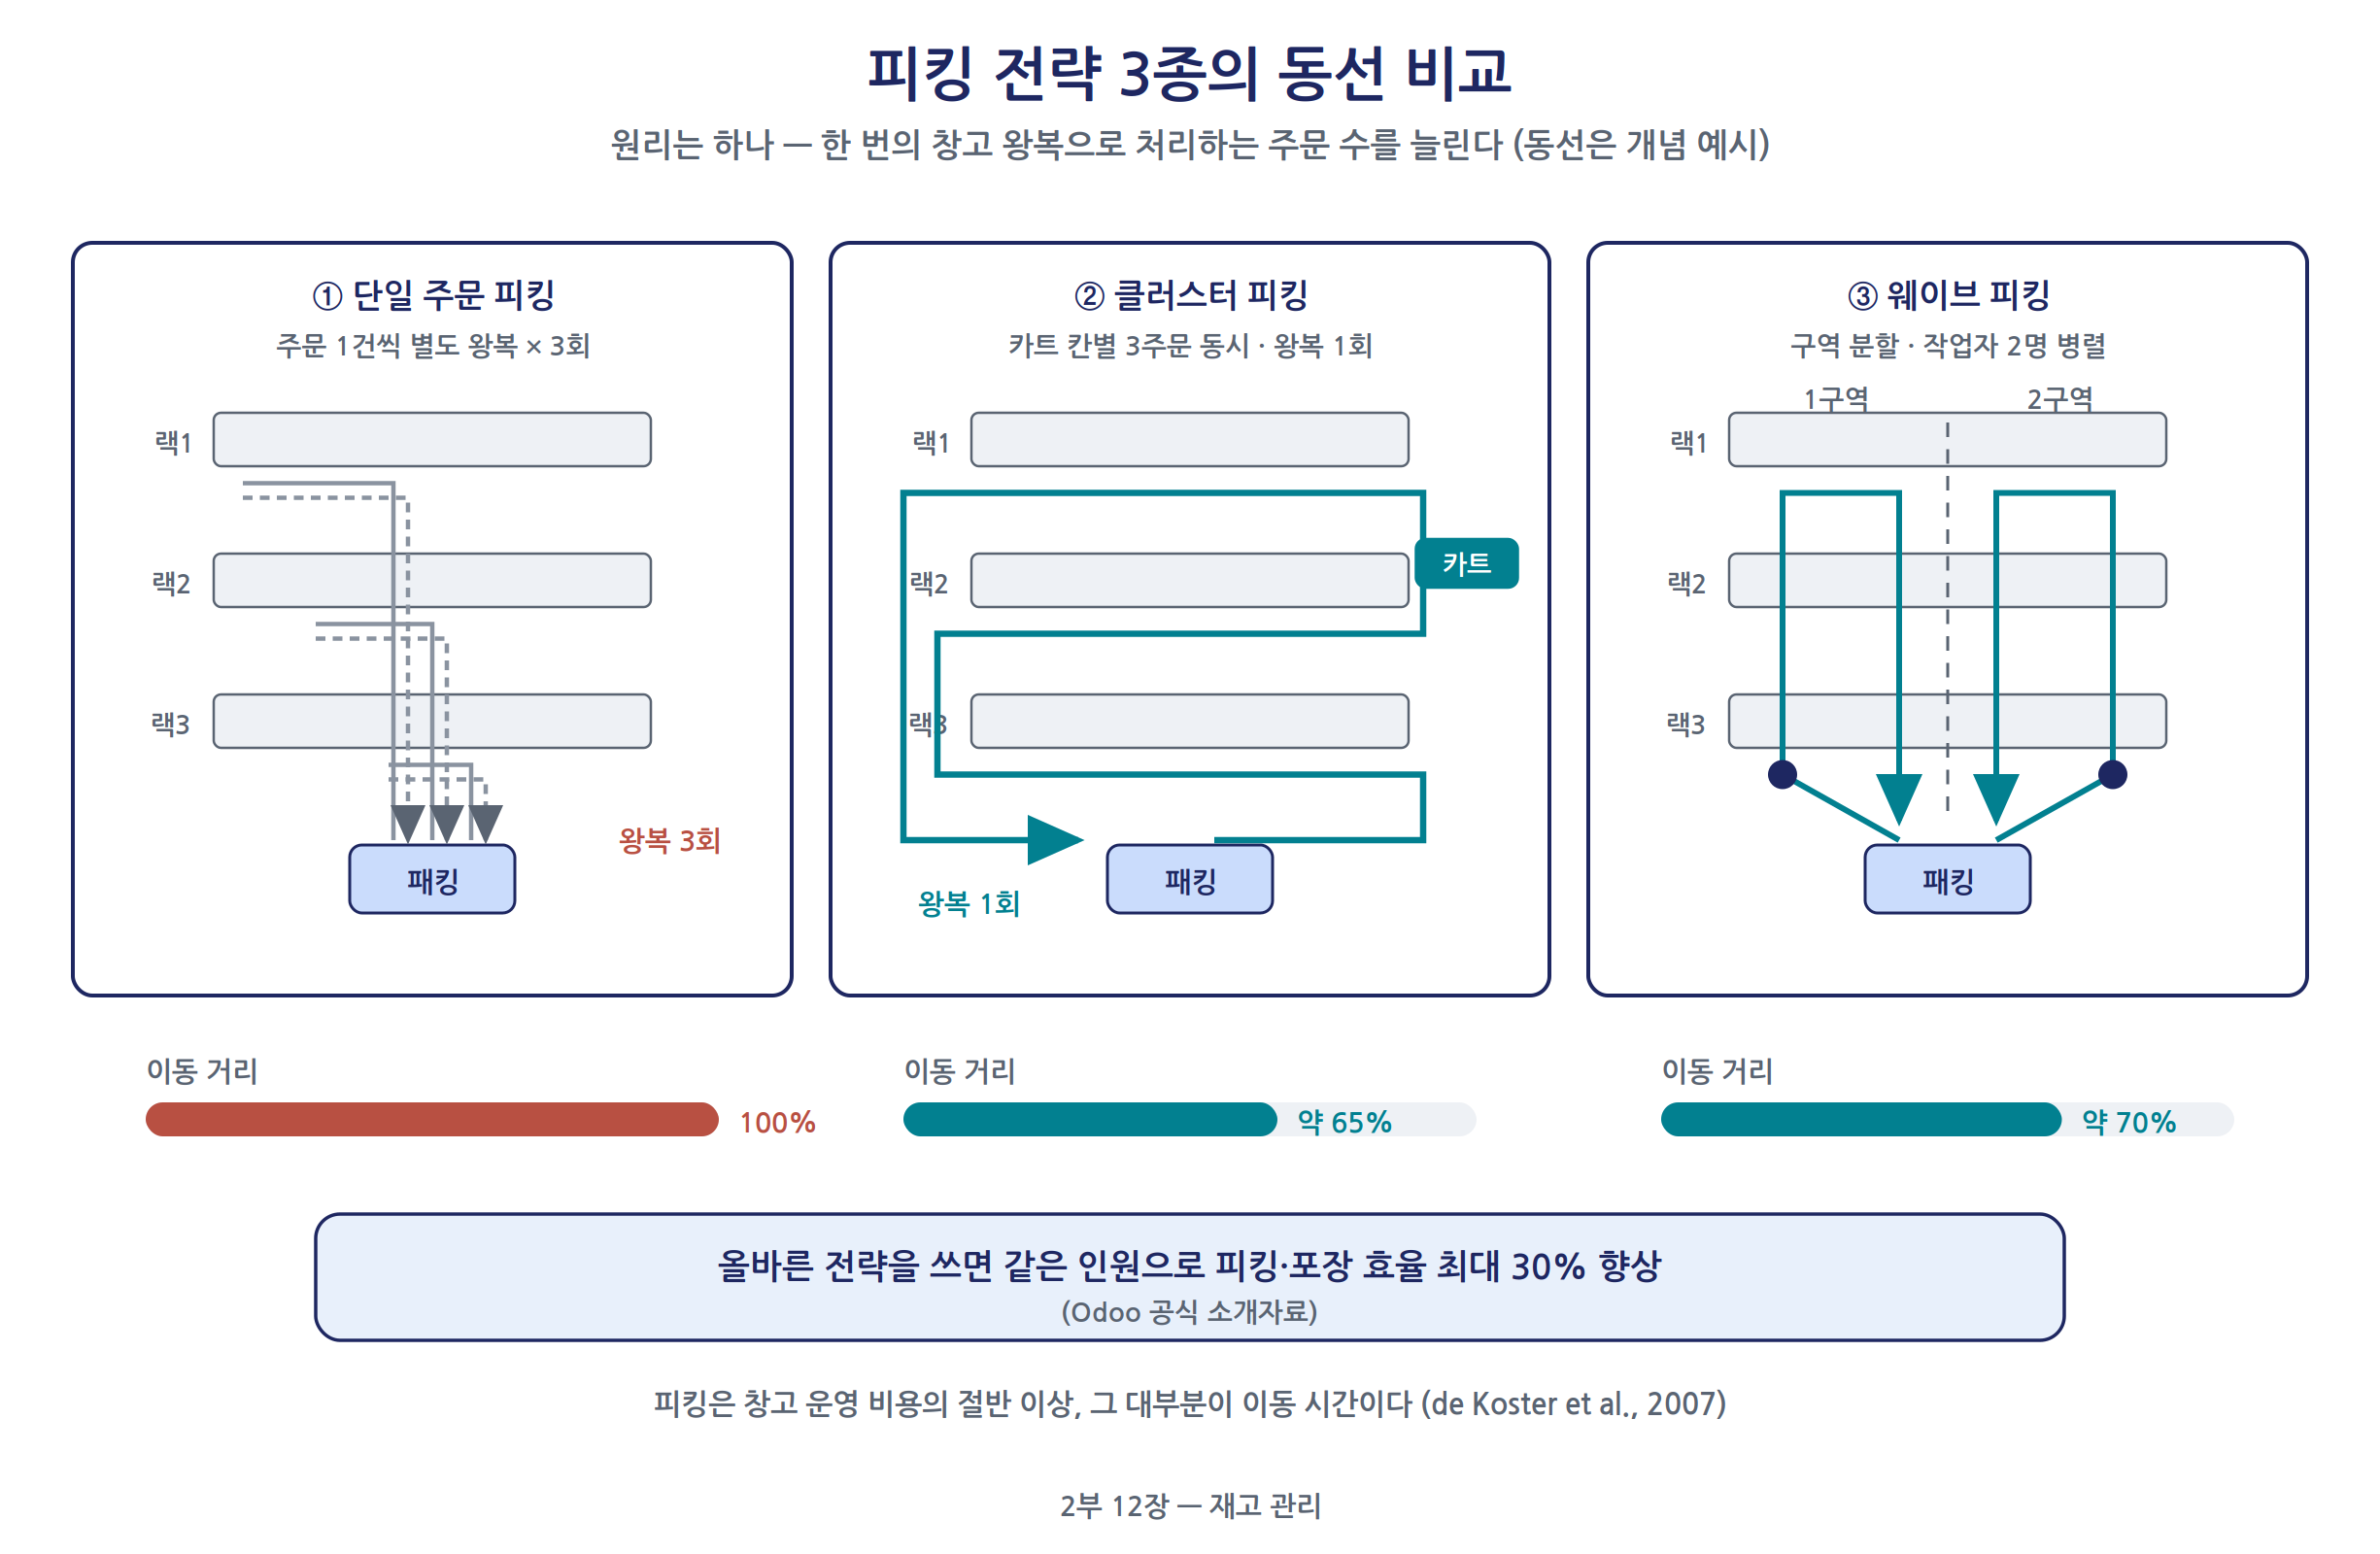 피킹 전략 3종의 동선 비교
원리는 하나 — 한 번의 창고 왕복으로 처리하는 주문 수를 늘린다 (동선은 개념 예시)
① 단일 주문 피킹
주문 1건씩 별도 왕복 × 3회
랙1
랙2
랙3
왕복 3회
패킹
② 클러스터 피킹
카트 칸별 3주문 동시 · 왕복 1회
랙1
카트
랙2
랙3
패킹
왕복 1회
③ 웨이브 피킹
구역 분할 · 작업자 2명 병렬
1구역
2구역
랙1
랙2
랙3
패킹
이동 거리
100%
이동 거리
약 65%
이동 거리
약 70%
올바른 전략을 쓰면 같은 인원으로 피킹·포장 효율 최대 30% 향상
(Odoo 공식 소개자료)
피킹은 창고 운영 비용의 절반 이상, 그 대부분이 이동 시간이다 (de Koster et al., 2007)
2부 12장 — 재고 관리